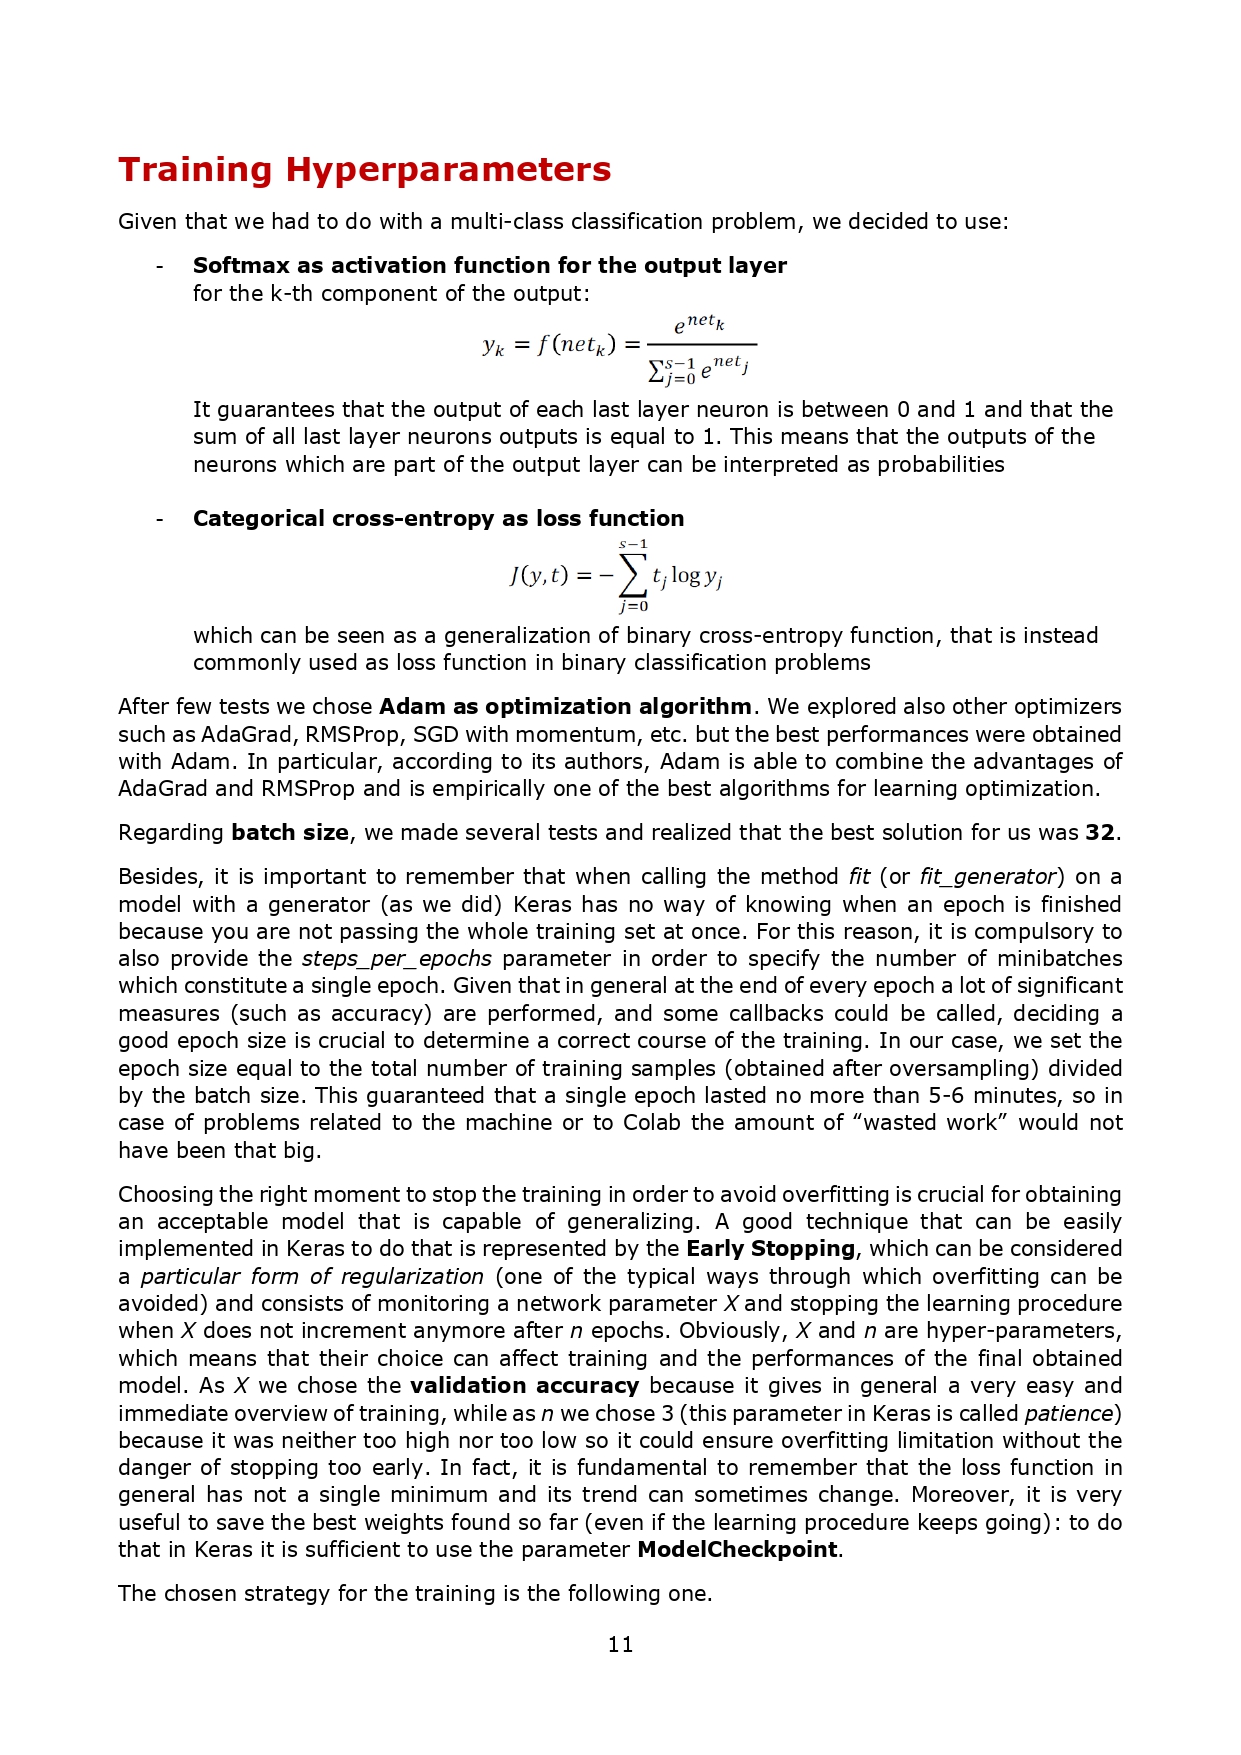 Training Hyperparameters
Given that we had to do with a multi-class classification problem, we decided to use:
- Softmax as activation function for the output layer
for the k-th component of the output:
y_k = f(net_k) = e^{net_k} / ∑_{j=0}^{s−1} e^{net_j}
It guarantees that the output of each last layer neuron is between 0 and 1 and that the
sum of all last layer neurons outputs is equal to 1. This means that the outputs of the
neurons which are part of the output layer can be interpreted as probabilities
- Categorical cross-entropy as loss function
J(y, t) = − ∑_{j=0}^{s−1} t_j log y_j
which can be seen as a generalization of binary cross-entropy function, that is instead
commonly used as loss function in binary classification problems
After few tests we chose Adam as optimization algorithm. We explored also other optimizers
such as AdaGrad, RMSProp, SGD with momentum, etc. but the best performances were obtained
with Adam. In particular, according to its authors, Adam is able to combine the advantages of
AdaGrad and RMSProp and is empirically one of the best algorithms for learning optimization.
Regarding batch size, we made several tests and realized that the best solution for us was 32.
Besides, it is important to remember that when calling the method fit (or fit_generator) on a
model with a generator (as we did) Keras has no way of knowing when an epoch is finished
because you are not passing the whole training set at once. For this reason, it is compulsory to
also provide the steps_per_epochs parameter in order to specify the number of minibatches
which constitute a single epoch. Given that in general at the end of every epoch a lot of significant
measures (such as accuracy) are performed, and some callbacks could be called, deciding a
good epoch size is crucial to determine a correct course of the training. In our case, we set the
epoch size equal to the total number of training samples (obtained after oversampling) divided
by the batch size. This guaranteed that a single epoch lasted no more than 5-6 minutes, so in
case of problems related to the machine or to Colab the amount of “wasted work” would not
have been that big.
Choosing the right moment to stop the training in order to avoid overfitting is crucial for obtaining
an acceptable model that is capable of generalizing. A good technique that can be easily
implemented in Keras to do that is represented by the Early Stopping, which can be considered
a particular form of regularization (one of the typical ways through which overfitting can be
avoided) and consists of monitoring a network parameter X and stopping the learning procedure
when X does not increment anymore after n epochs. Obviously, X and n are hyper-parameters,
which means that their choice can affect training and the performances of the final obtained
model. As X we chose the validation accuracy because it gives in general a very easy and
immediate overview of training, while as n we chose 3 (this parameter in Keras is called patience)
because it was neither too high nor too low so it could ensure overfitting limitation without the
danger of stopping too early. In fact, it is fundamental to remember that the loss function in
general has not a single minimum and its trend can sometimes change. Moreover, it is very
useful to save the best weights found so far (even if the learning procedure keeps going): to do
that in Keras it is sufficient to use the parameter ModelCheckpoint.
The chosen strategy for the training is the following one.
11